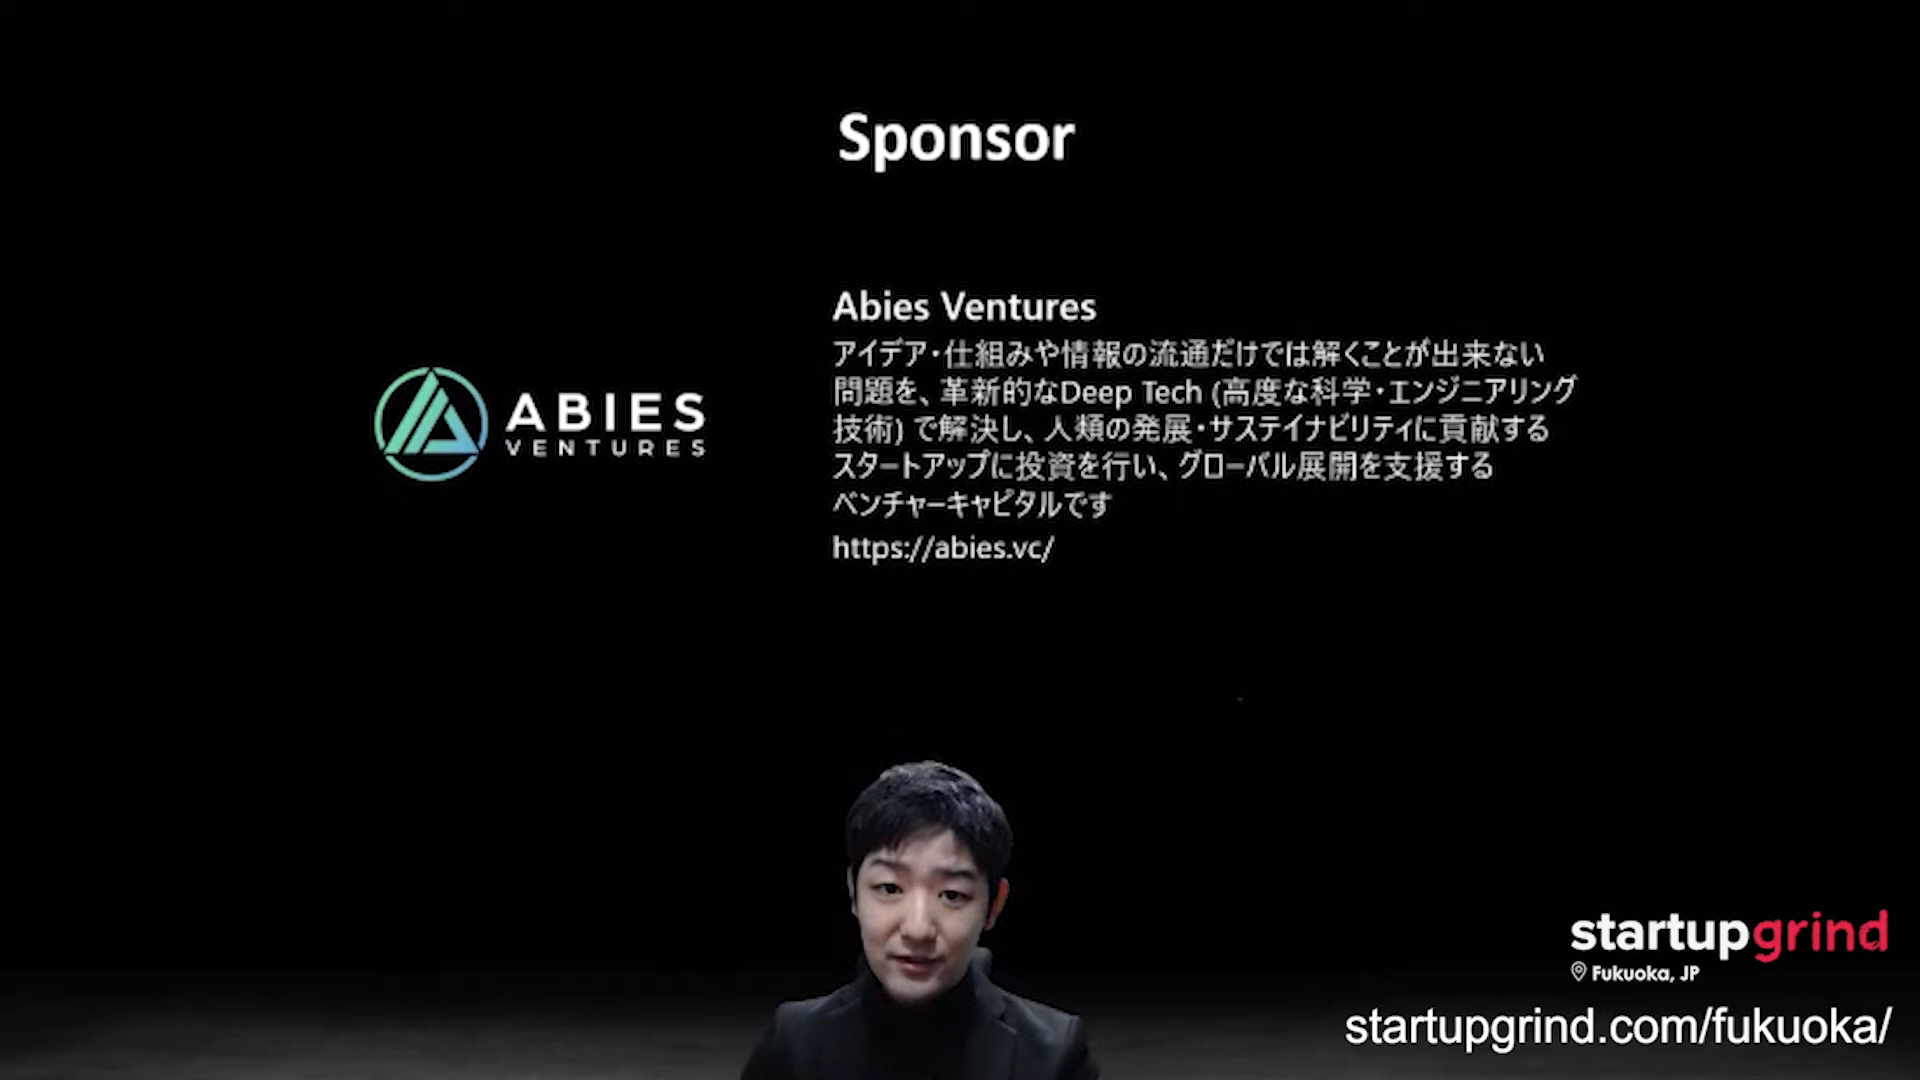 Sponsor
ABIES
VENTURES
Abies Ventures
アイデア・仕組みや情報の流通だけでは解くことが出来ない
問題を、革新的なDeep Tech (高度な科学・エンジニアリング
技術) で解決し、人類の発展・サステイナビリティに貢献する
スタートアップに投資を行い、グローバル展開を支援する
ベンチャーキャピタルです
https://abies.vc/
startupgrind
Fukuoka, JP
startupgrind.com/fukuoka/